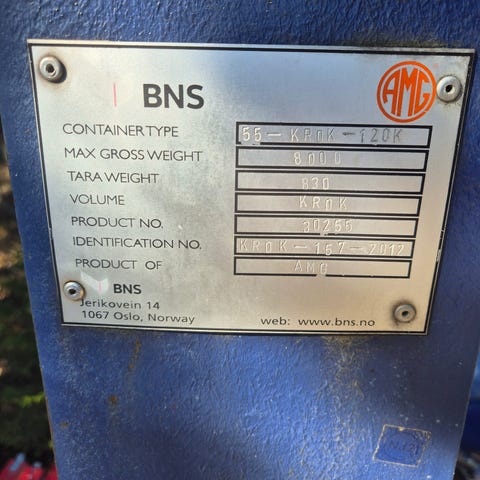 BNS
AMG
CONTAINER TYPE 55-KROK-120K
MAX GROSS WEIGHT 8000
TARA WEIGHT 830
VOLUME KROK
PRODUCT NO. 30255
IDENTIFICATION NO. KROK-157-2012
PRODUCT OF AMG
BNS
Jerikovein 14
1067 Oslo, Norway web: www.bns.no